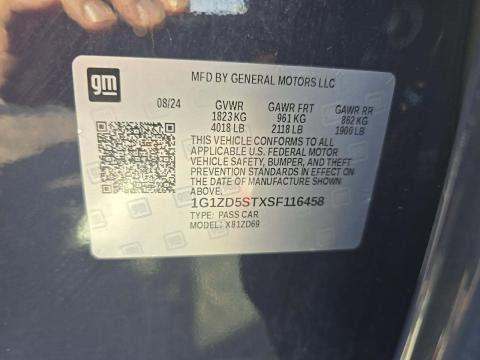 gm
MFD BY GENERAL MOTORS LLC
08/24 GVWR GAWR FRT GAWR RR
1823 KG 961 KG 862 KG
4018 LB 2118 LB 1900 LB
THIS VEHICLE CONFORMS TO ALL
APPLICABLE U.S. FEDERAL MOTOR
VEHICLE SAFETY, BUMPER, AND THEFT
PREVENTION STANDARDS IN EFFECT ON
THE DATE OF MANUFACTURE SHOWN
ABOVE.
1G1ZD5STXSF116458
TYPE: PASS CAR
MODEL: X81ZD69